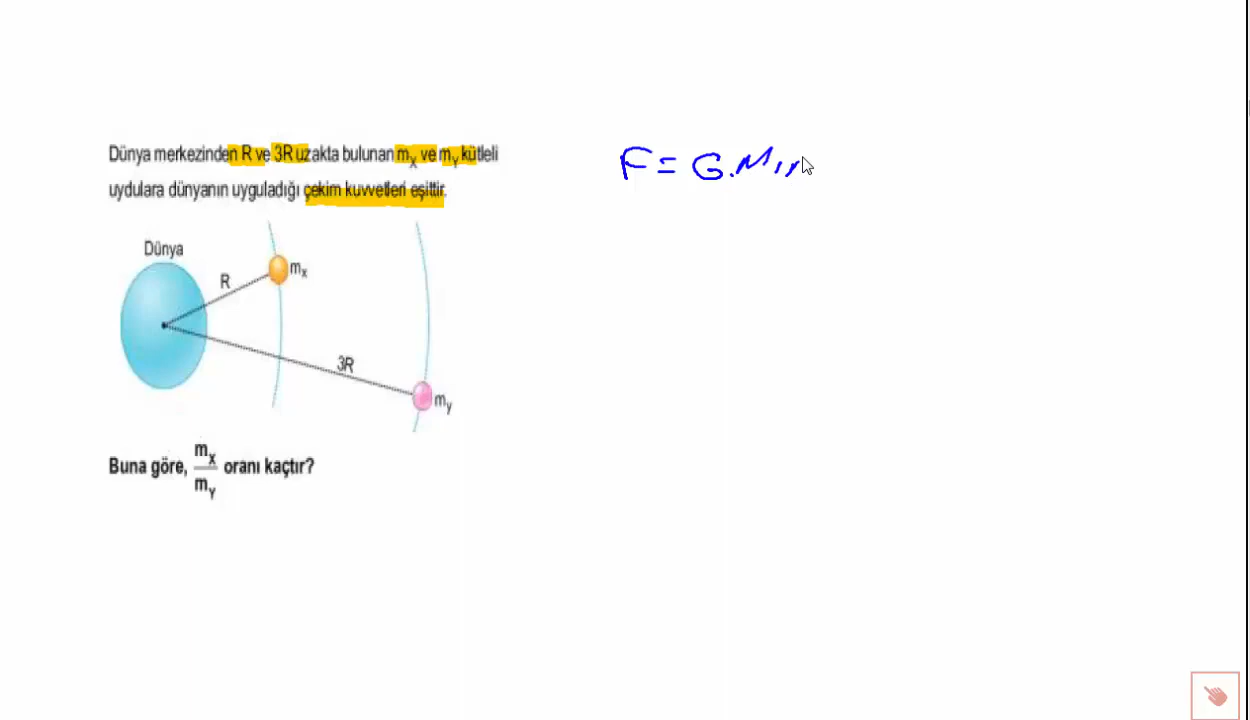 Dünya merkezinden R ve 3R uzakta bulunan mX ve mY kütleli
uydulara dünyanın uyguladığı çekim kuvvetleri eşittir.
Dünya
R
mx
3R
my
Buna göre, mX/mY oranı kaçtır?
F = G.M1